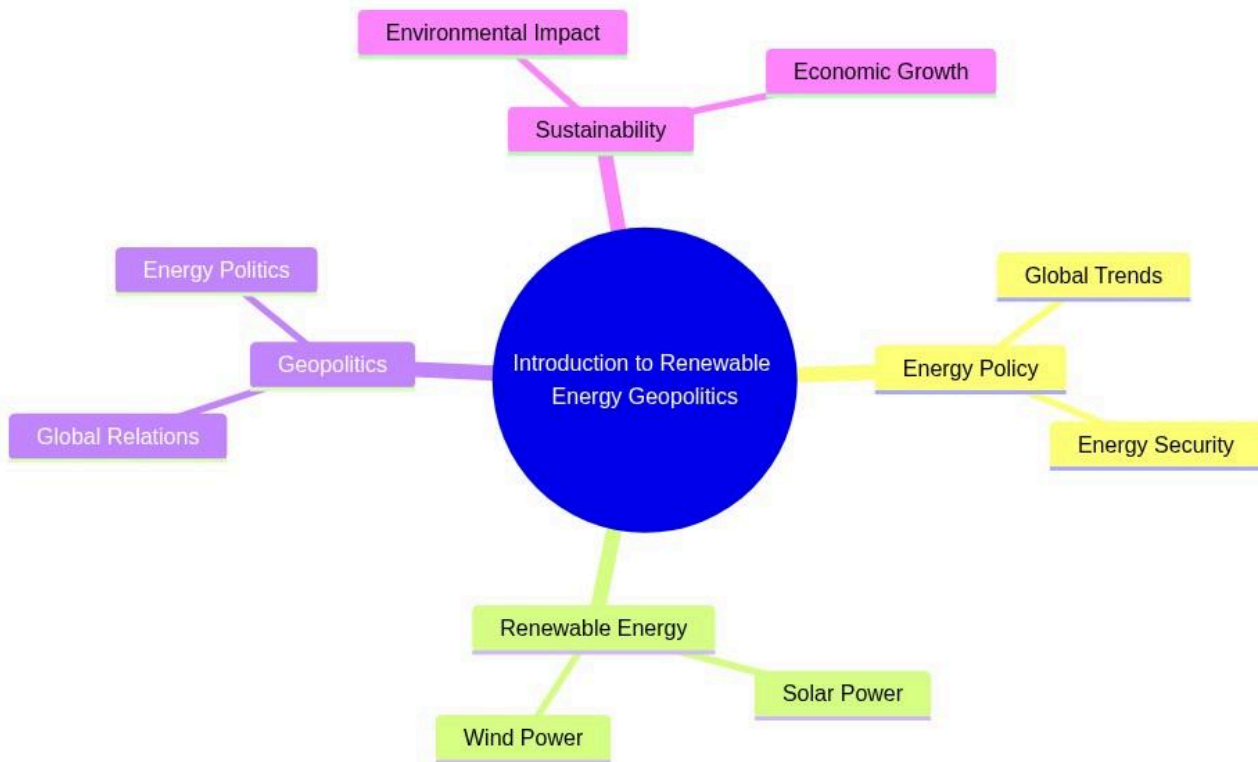 Environmental Impact
Economic Growth
Sustainability
Energy Politics
Global Trends
Geopolitics
Introduction to Renewable
Energy Geopolitics
Energy Policy
Global Relations
Energy Security
Renewable Energy
Solar Power
Wind Power